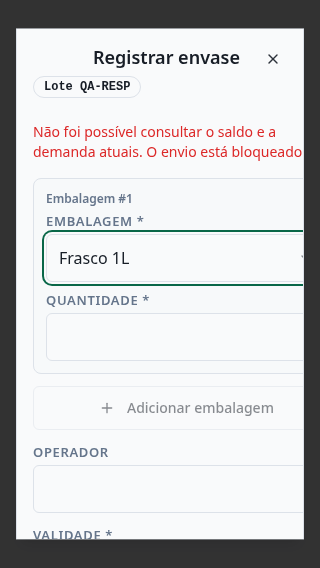 Registrar envase
Lote QA-RESP
Não foi possível consultar o saldo e a
demanda atuais. O envio está bloqueado
Embalagem #1
EMBALAGEM *
Frasco 1L
QUANTIDADE *
Adicionar embalagem
OPERADOR
VALIDADE *